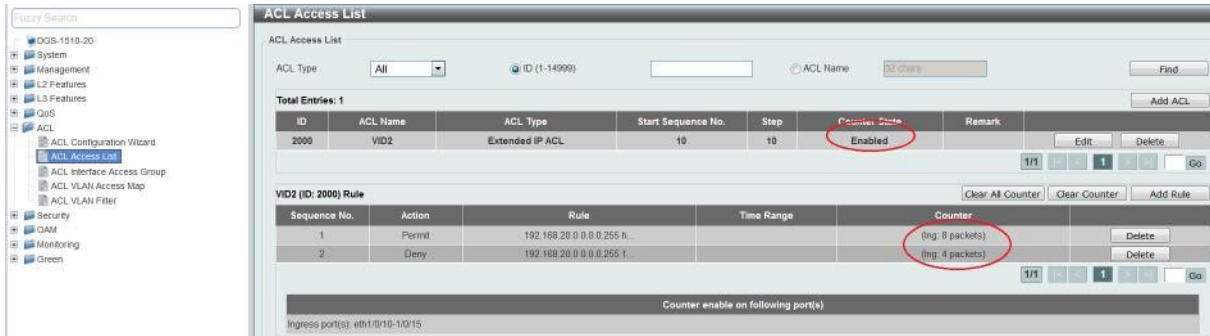 Fuzzy Search
DGS-1510-20
System
Management
L2 Features
L3 Features
QoS
ACL
ACL Configuration Wizard
ACL Access List
ACL Interface Access Group
ACL VLAN Access Map
ACL VLAN Filter
Security
OAM
Monitoring
Green
ACL Access List
ACL Access List
ACL Type All ID (1-14999) ACL Name 32 chars Find
Total Entries: 1 Add ACL
ID ACL Name ACL Type Start Sequence No. Step Counter State Remark
2000 VID2 Extended IP ACL 10 10 Enabled Edit Delete
1/1 |< < 1 > >| Go
VID2 (ID: 2000) Rule Clear All Counter Clear Counter Add Rule
Sequence No. Action Rule Time Range Counter
1 Permit 192.168.20.0 0.0.0.255 h... (Ing: 8 packets) Delete
2 Deny 192.168.20.0 0.0.0.255 1... (Ing: 4 packets) Delete
1/1 |< < 1 > >| Go
Counter enable on following port(s)
Ingress port(s): eth1/0/10-1/0/15